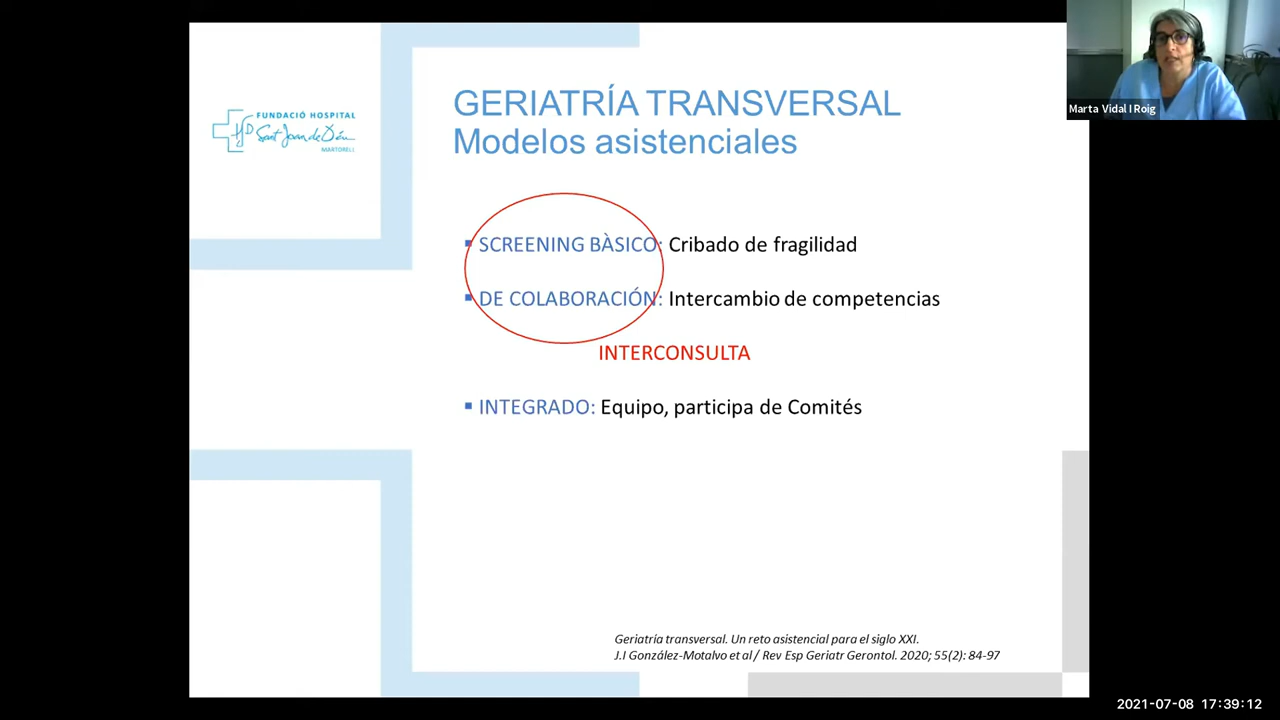 FUNDACIÓ HOSPITAL
Sant Joan de Déu
MARTORELL
GERIATRÍA TRANSVERSAL
Modelos asistenciales
Marta Vidal I Roig
▪ SCREENING BÀSICO: Cribado de fragilidad
▪ DE COLABORACIÓN: Intercambio de competencias
INTERCONSULTA
▪ INTEGRADO: Equipo, participa de Comités
Geriatría transversal. Un reto asistencial para el siglo XXI.
J.I González-Motalvo et al / Rev Esp Geriatr Gerontol. 2020; 55(2): 84-97
2021-07-08 17:39:12